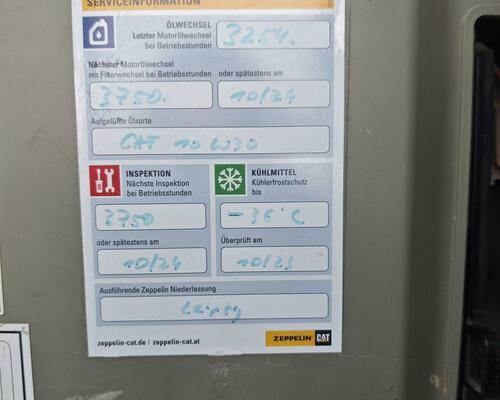 SERVICEINFORMATION
ÖLWECHSEL
Letzter Motorölwechsel
bei Betriebsstunden
3254.
Nächster Motorölwechsel
mit Filterwechsel bei Betriebsstunden
3750.
oder spätestens am
10/24
Aufgefüllte Ölsorte
CAT 10W30
INSPEKTION
Nächste Inspektion
bei Betriebsstunden
3750
oder spätestens am
10/24
KÜHLMITTEL
Kühlerfrostschutz
bis
-36°C
Überprüft am
10/23
Ausführende Zeppelin Niederlassung
Leipzig
zeppelin-cat.de | zeppelin-cat.at
ZEPPELIN CAT